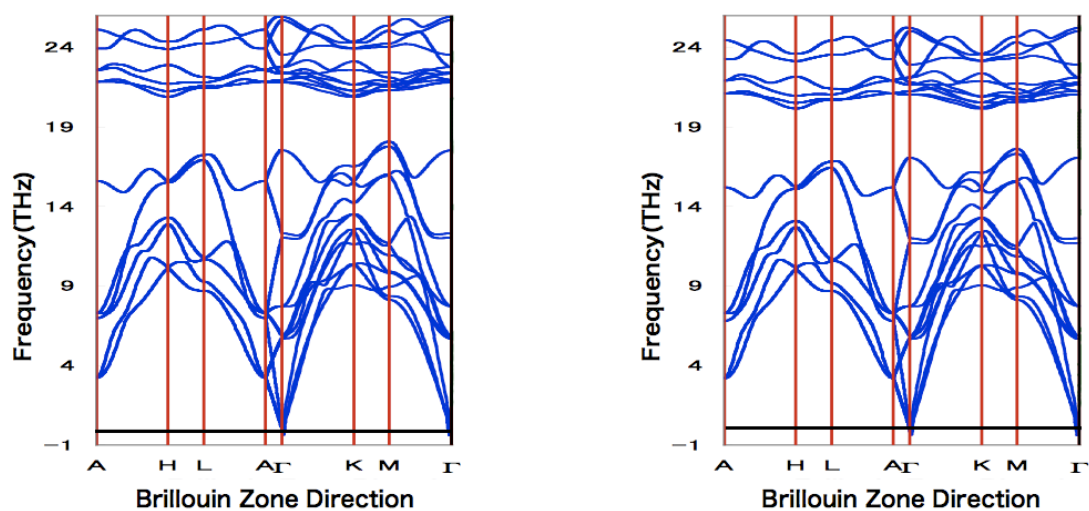 24
19
14
9
4
−1
Frequency(THz)
A H L A Γ K M Γ
Brillouin Zone Direction
24
19
14
9
4
−1
Frequency(THz)
A H L A Γ K M Γ
Brillouin Zone Direction